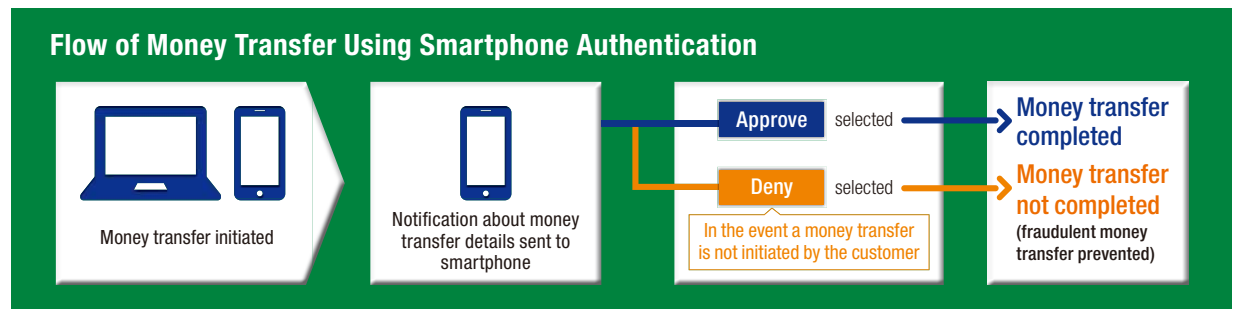 Flow of Money Transfer Using Smartphone Authentication
Money transfer initiated
Notification about money
transfer details sent to
smartphone
Approve selected
Deny selected
In the event a money transfer
is not initiated by the customer
Money transfer
completed
Money transfer
not completed
(fraudulent money
transfer prevented)